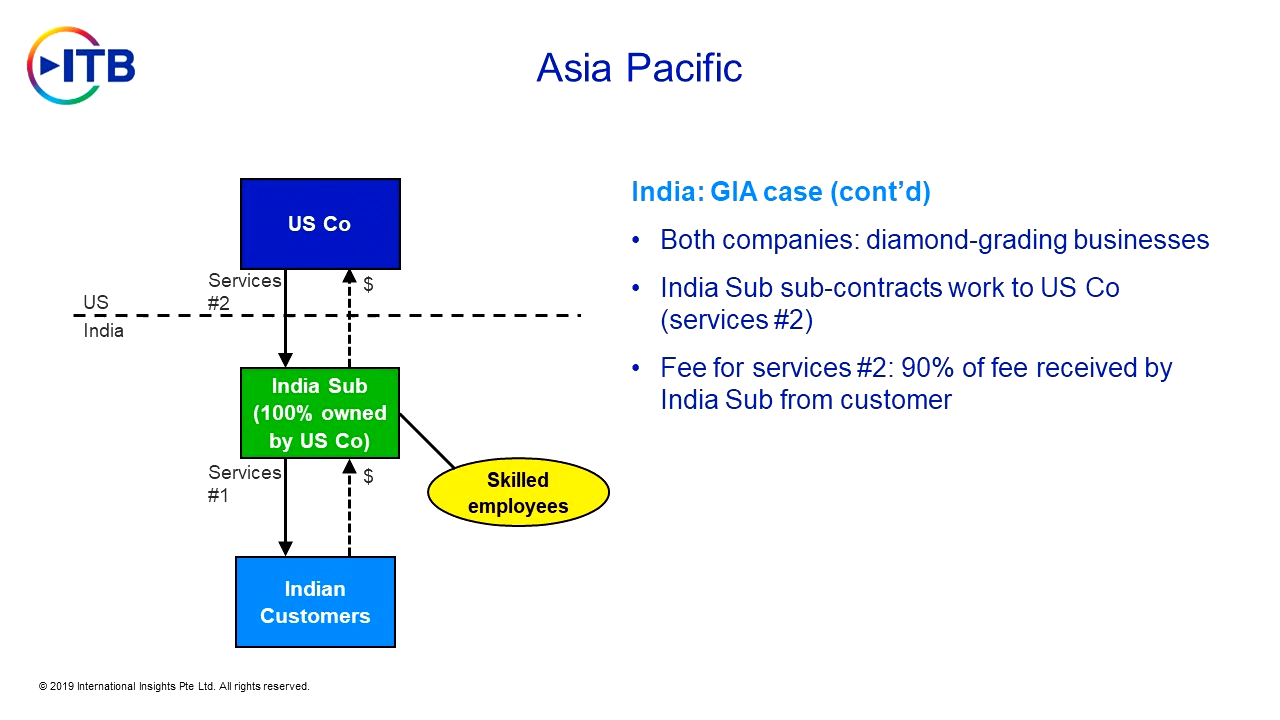 ITB
Asia Pacific
US Co
Services
#2
$
US
India
India Sub
(100% owned
by US Co)
Services
#1
$
Skilled
employees
Indian
Customers
India: GIA case (cont’d)
• Both companies: diamond-grading businesses
• India Sub sub-contracts work to US Co
(services #2)
• Fee for services #2: 90% of fee received by
India Sub from customer
© 2019 International Insights Pte Ltd. All rights reserved.